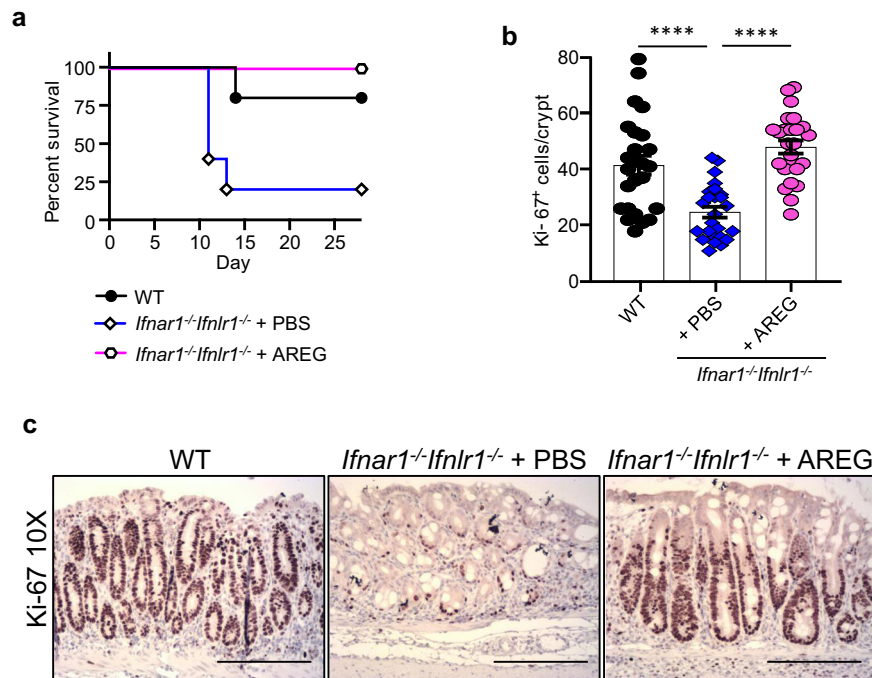 a
100
75
50
25
0
Percent survival
0 5 10 15 20 25
Day
WT
Ifnar1-/-Ifnlr1-/- + PBS
Ifnar1-/-Ifnlr1-/- + AREG
b
**** ****
80
60
40
20
0
Ki- 67+ cells/crypt
WT
+ PBS
+ AREG
Ifnar1-/-Ifnlr1-/-
c
WT Ifnar1-/-Ifnlr1-/- + PBS Ifnar1-/-Ifnlr1-/- + AREG
Ki-67 10X